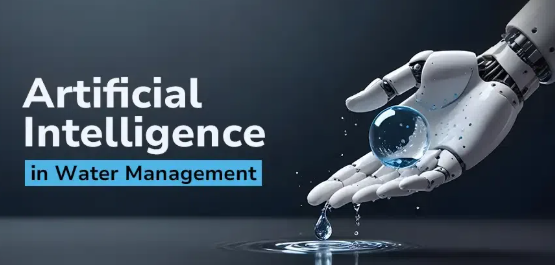 Artificial
Intelligence
in Water Management